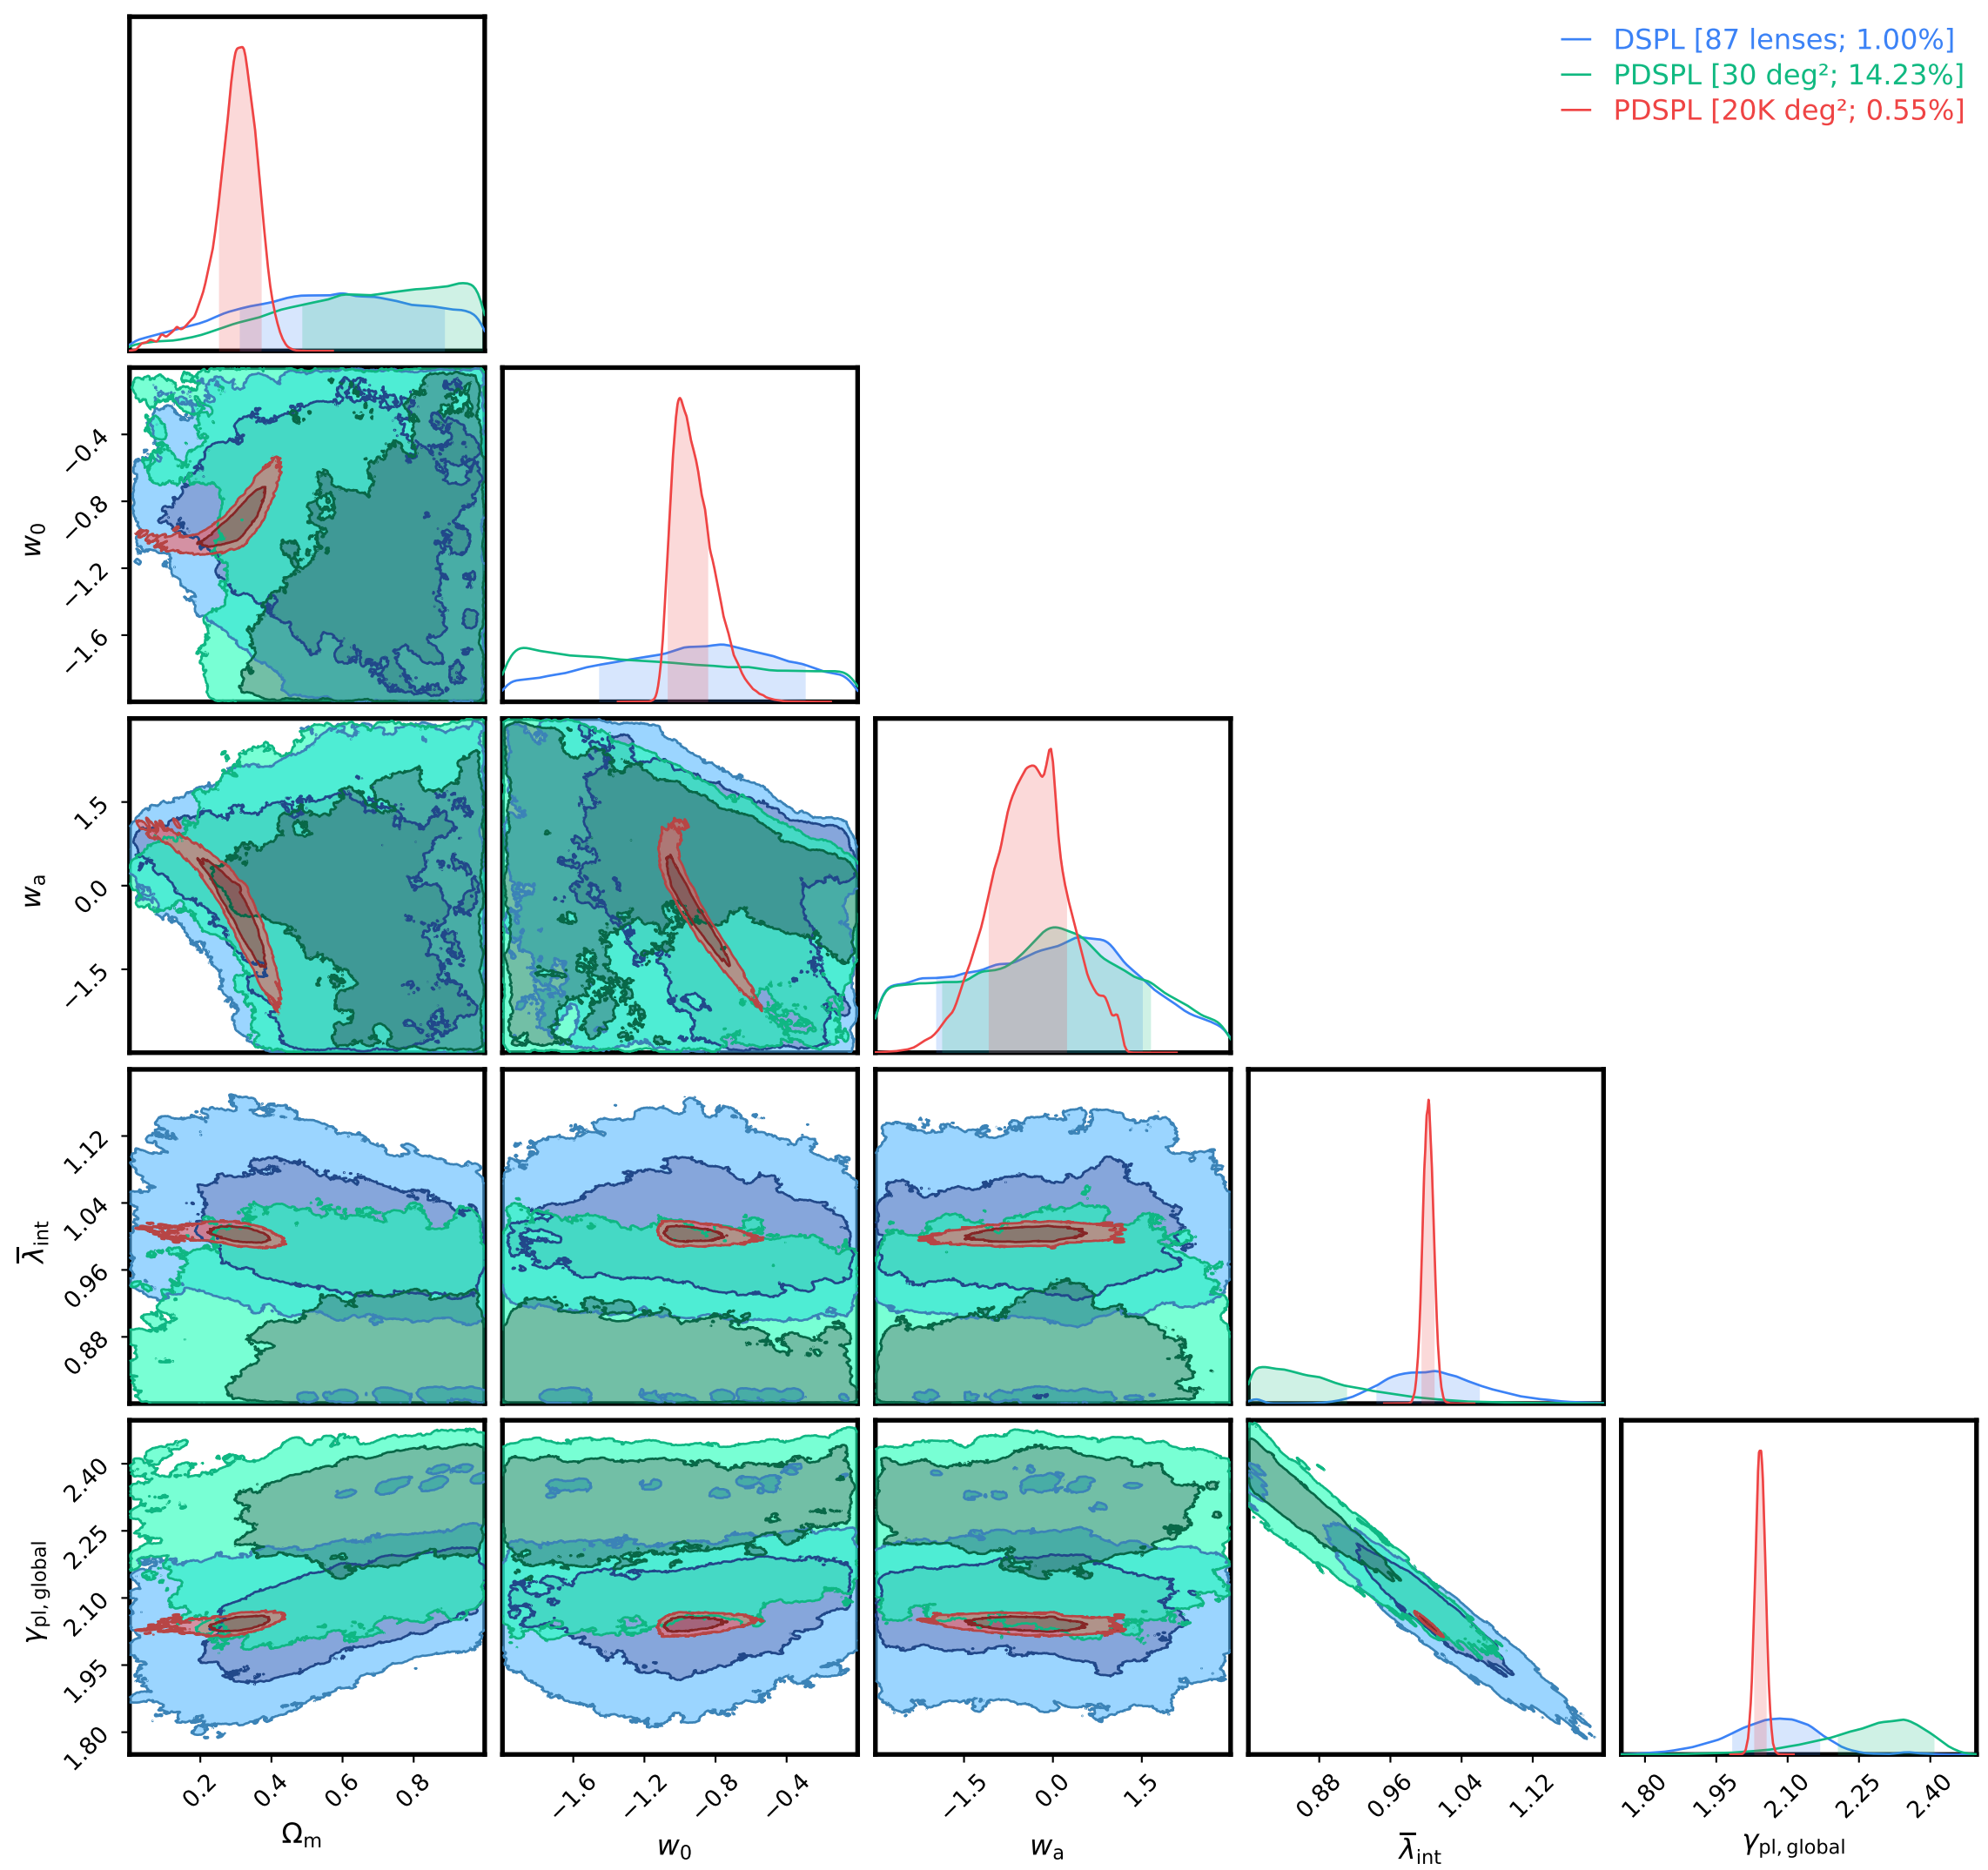 DSPL [87 lenses; 1.00%]
PDSPL [30 deg²; 14.23%]
PDSPL [20K deg²; 0.55%]
w₀
−0.4
−0.8
−1.2
−1.6
wₐ
1.5
0.0
−1.5
λ̅_int
1.12
1.04
0.96
0.88
γ_pl, global
2.40
2.25
2.10
1.95
1.80
0.2 0.4 0.6 0.8
−1.6 −1.2 −0.8 −0.4
−1.5 0.0 1.5
0.88 0.96 1.04 1.12
1.80 1.95 2.10 2.25 2.40
Ωₘ
w₀
wₐ
λ̅_int
γ_pl, global